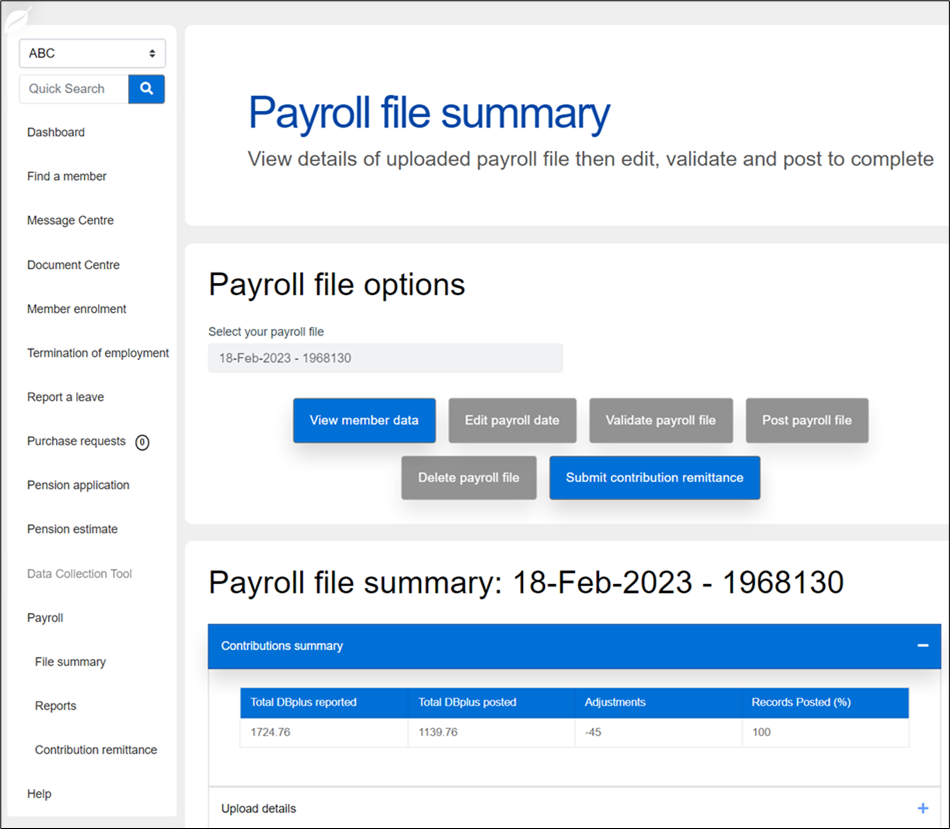 ABC
Quick Search
Dashboard
Find a member
Message Centre
Document Centre
Member enrolment
Termination of employment
Report a leave
Purchase requests 0
Pension application
Pension estimate
Data Collection Tool
Payroll
File summary
Reports
Contribution remittance
Help
Payroll file summary
View details of uploaded payroll file then edit, validate and post to complete
Payroll file options
Select your payroll file
18-Feb-2023 - 1968130
View member data Edit payroll date Validate payroll file Post payroll file
Delete payroll file Submit contribution remittance
Payroll file summary: 18-Feb-2023 - 1968130
Contributions summary
Total DBplus reported Total DBplus posted Adjustments Records Posted (%)
1724.76 1139.76 -45 100
Upload details